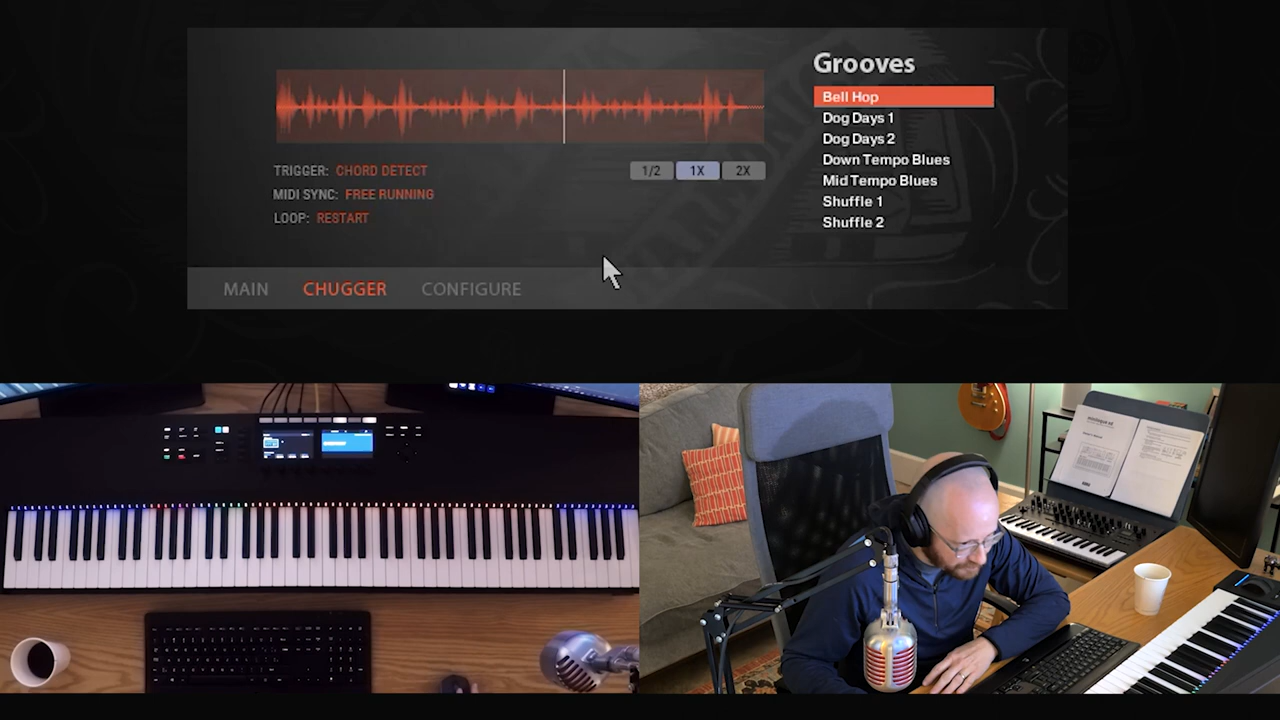 Grooves
Bell Hop
Dog Days 1
Dog Days 2
Down Tempo Blues
Mid Tempo Blues
Shuffle 1
Shuffle 2
TRIGGER: CHORD DETECT
1/2 1X 2X
MIDI SYNC: FREE RUNNING
LOOP: RESTART
MAIN CHUGGER CONFIGURE